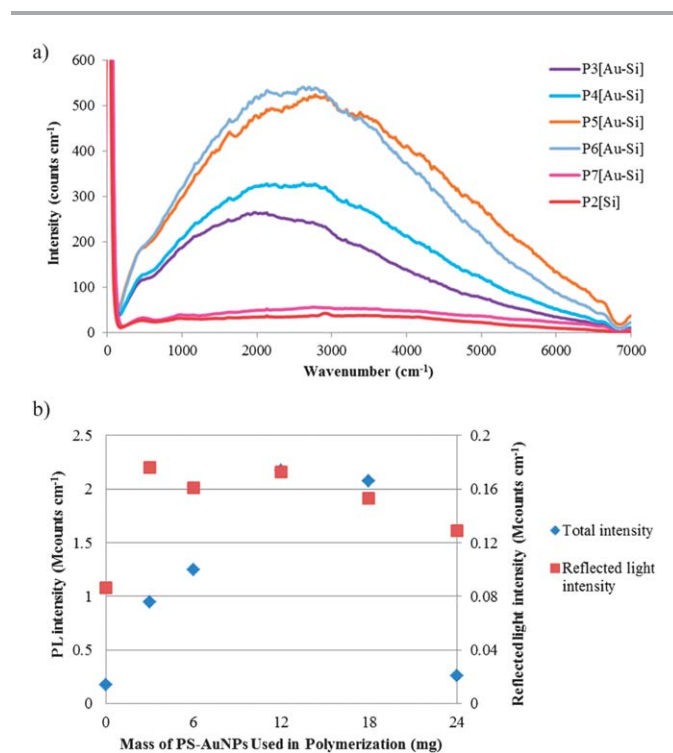 a)
600
500
400
300
200
100
0
Intensity (counts cm-1)
0 1000 2000 3000 4000 5000 6000 7000
Wavenumber (cm-1)
P3[Au-Si]
P4[Au-Si]
P5[Au-Si]
P6[Au-Si]
P7[Au-Si]
P2[Si]
b)
2.5
2
1.5
1
0.5
0
PL intensity (Mcounts cm-1)
0.2
0.16
0.12
0.08
0.04
0
Reflected light intensity (Mcounts cm-1)
0 6 12 18 24
Mass of PS-AuNPs Used in Polymerization (mg)
Total intensity
Reflected light
intensity